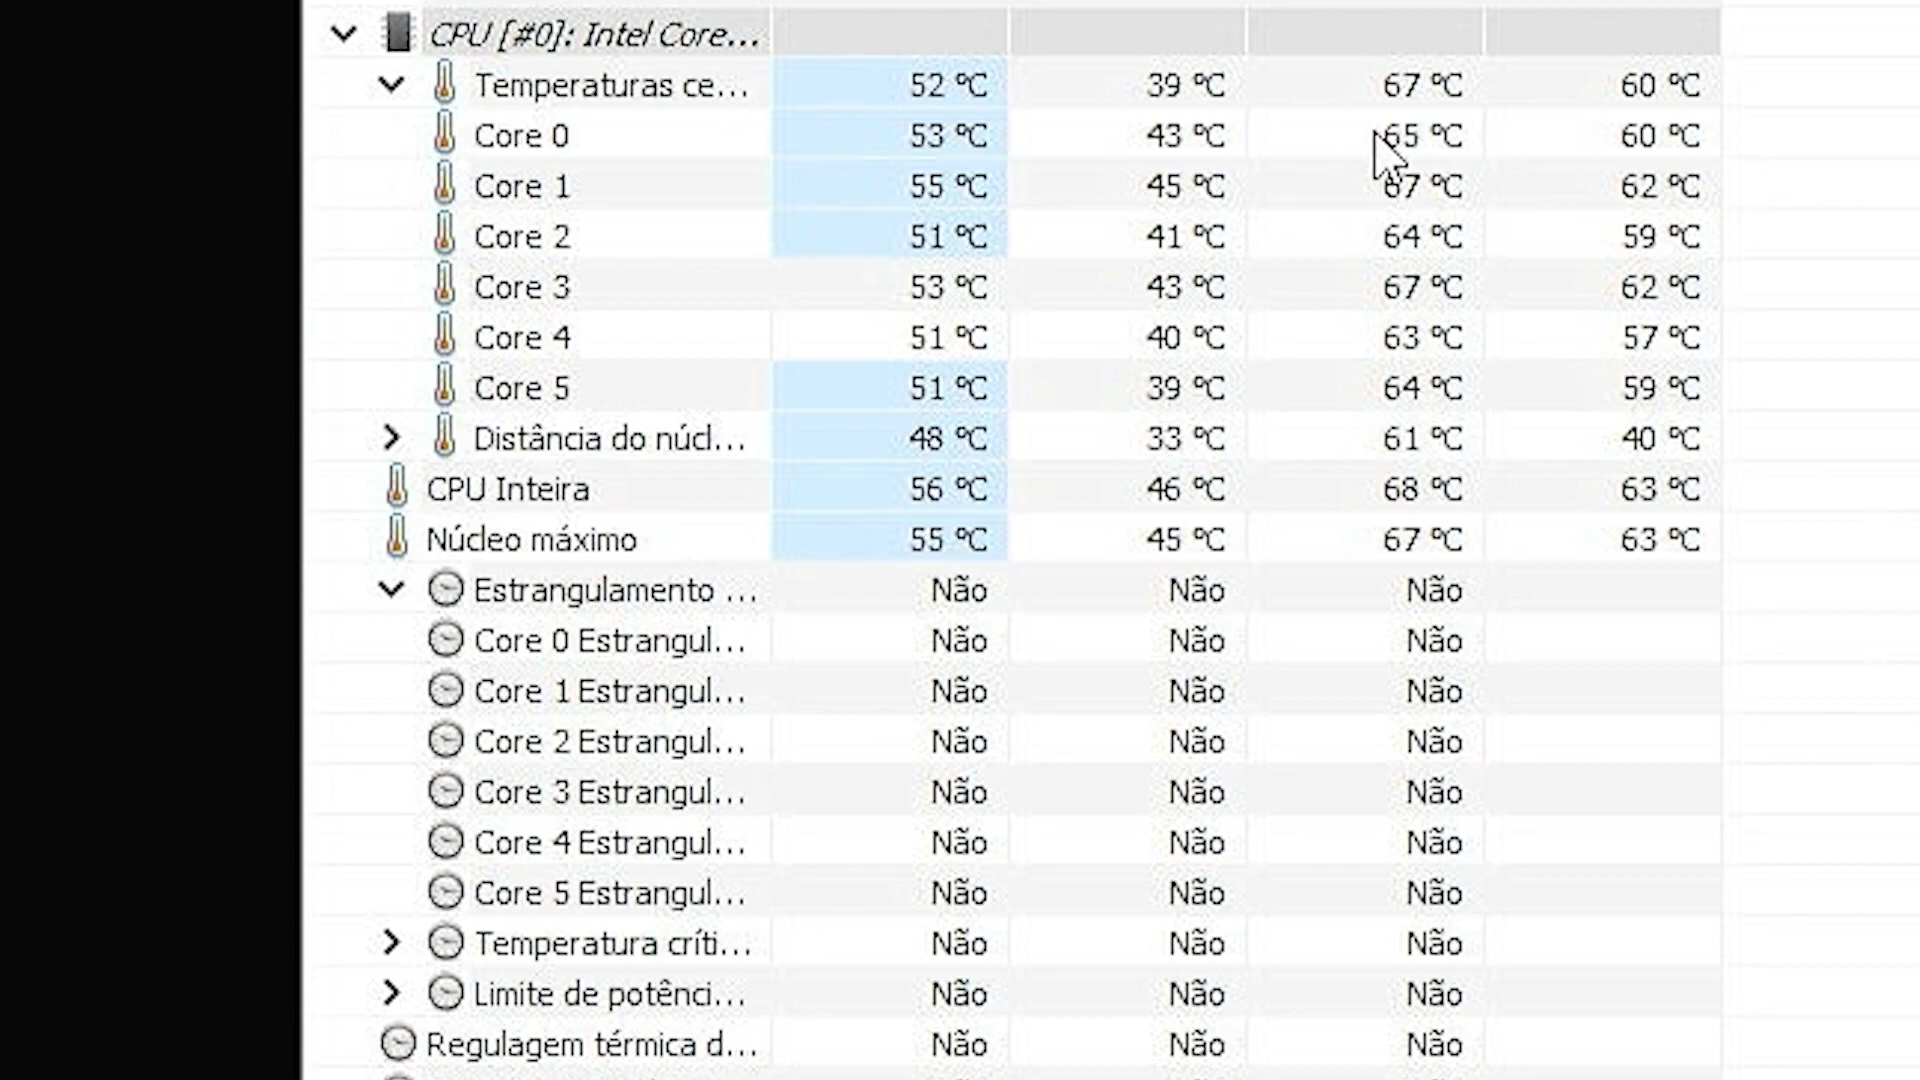 CPU [#0]: Intel Core...
Temperaturas ce... 52 °C 39 °C 67 °C 60 °C
Core 0 53 °C 43 °C 65 °C 60 °C
Core 1 55 °C 45 °C 67 °C 62 °C
Core 2 51 °C 41 °C 64 °C 59 °C
Core 3 53 °C 43 °C 67 °C 62 °C
Core 4 51 °C 40 °C 63 °C 57 °C
Core 5 51 °C 39 °C 64 °C 59 °C
Distância do núcl... 48 °C 33 °C 61 °C 40 °C
CPU Inteira 56 °C 46 °C 68 °C 63 °C
Núcleo máximo 55 °C 45 °C 67 °C 63 °C
Estrangulamento ... Não Não Não
Core 0 Estrangul... Não Não Não
Core 1 Estrangul... Não Não Não
Core 2 Estrangul... Não Não Não
Core 3 Estrangul... Não Não Não
Core 4 Estrangul... Não Não Não
Core 5 Estrangul... Não Não Não
Temperatura críti... Não Não Não
Limite de potênci... Não Não Não
Regulagem térmica d... Não Não Não